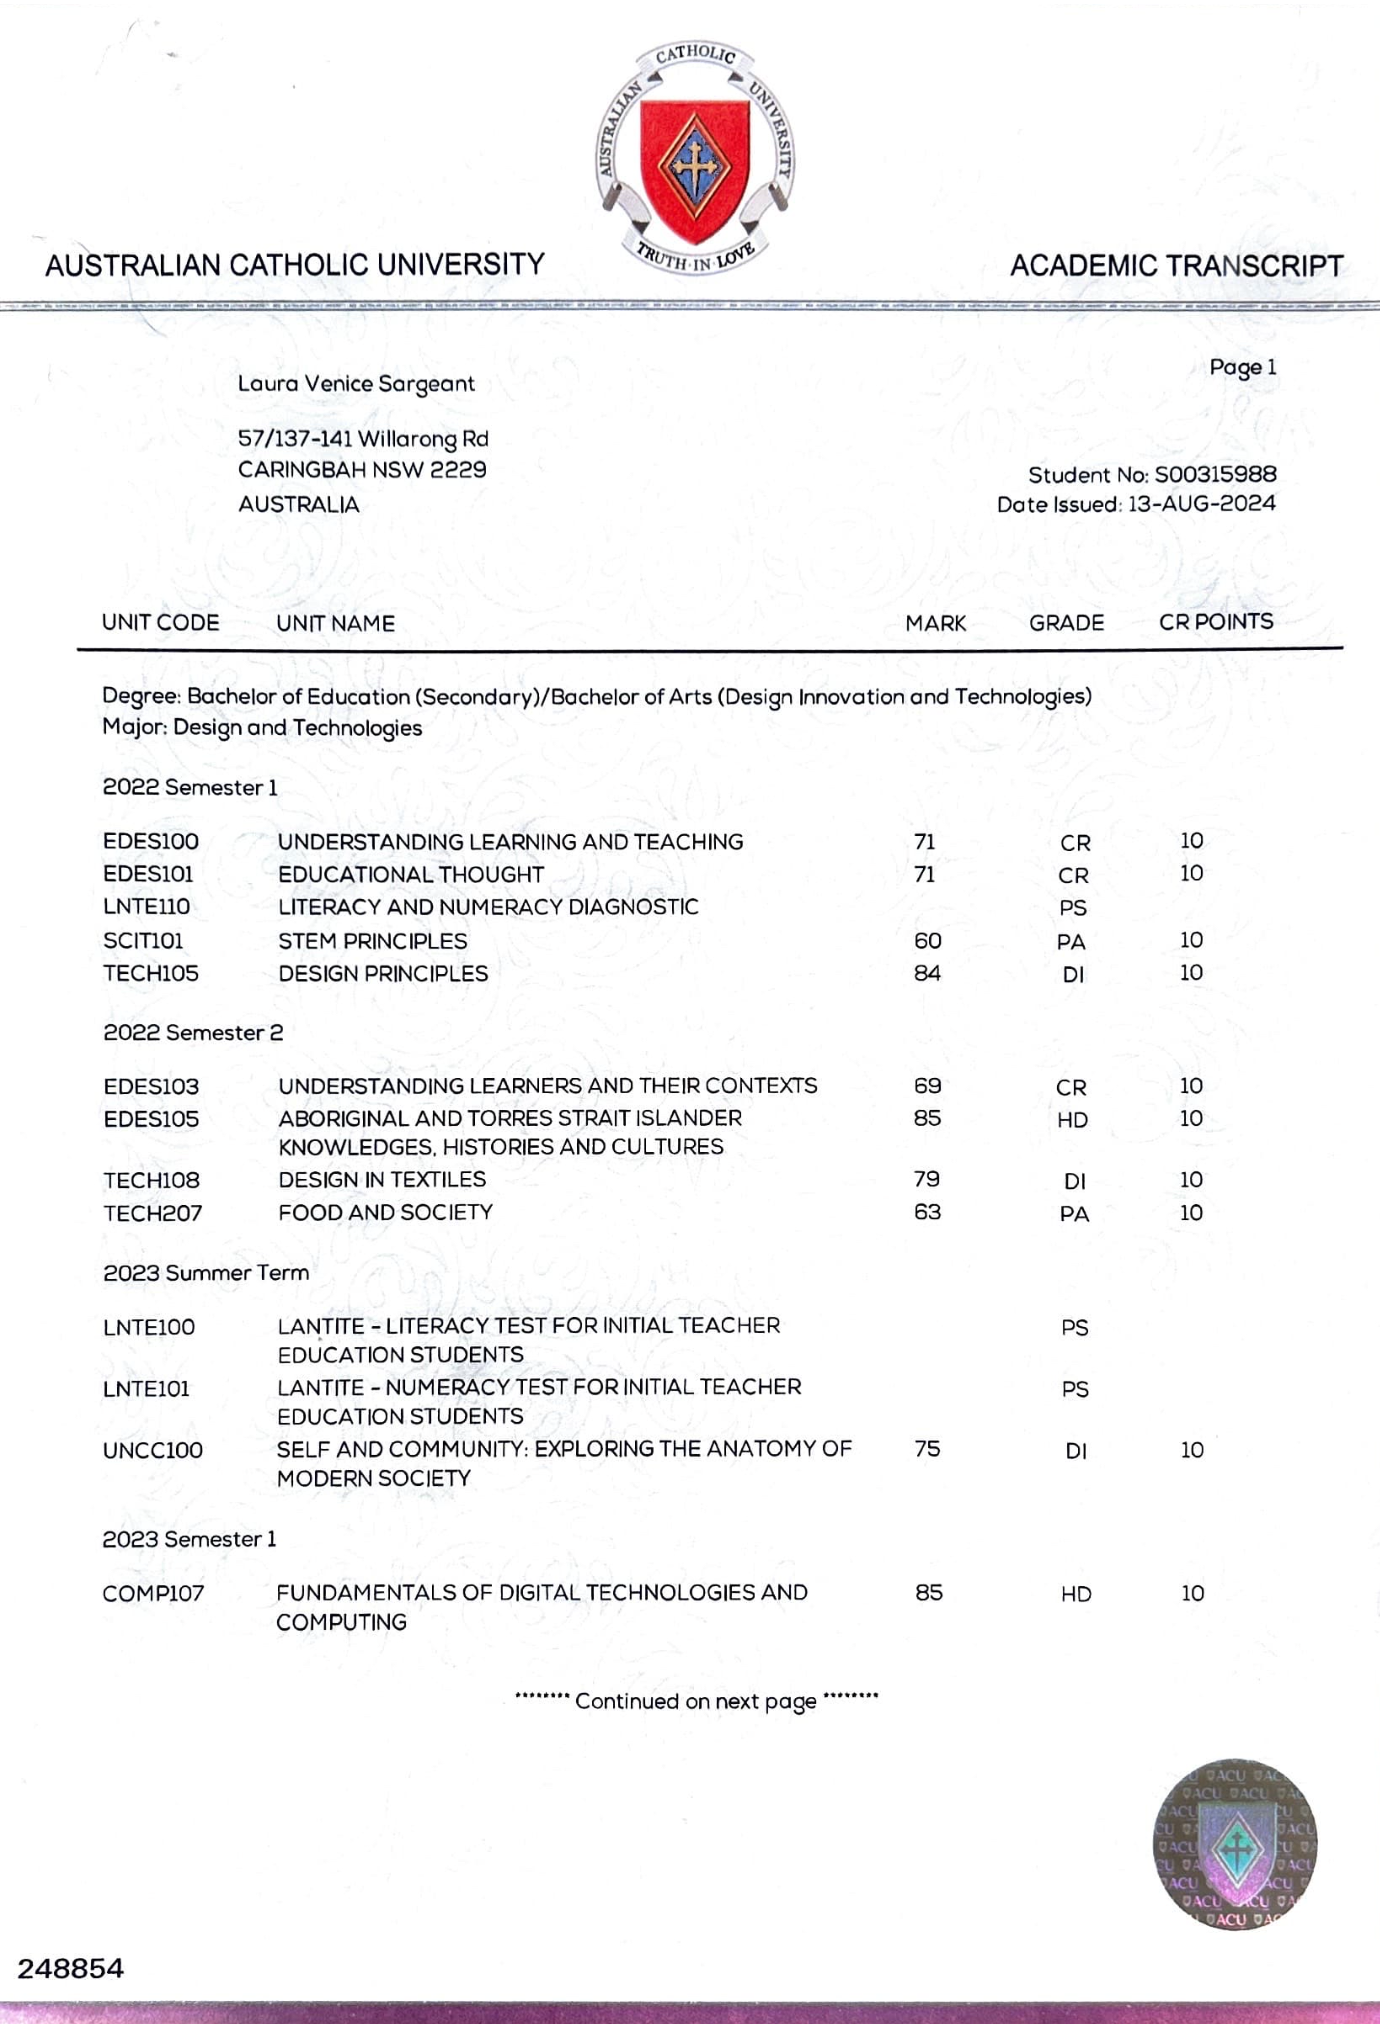 AUSTRALIAN CATHOLIC UNIVERSITY
TRUTH·IN·LOVE
AUSTRALIAN CATHOLIC UNIVERSITY
ACADEMIC TRANSCRIPT
Page 1
Laura Venice Sargeant
57/137-141 Willarong Rd
CARINGBAH NSW 2229
AUSTRALIA
Student No: S00315988
Date Issued: 13-AUG-2024
UNIT CODE UNIT NAME MARK GRADE CR POINTS
Degree: Bachelor of Education (Secondary)/Bachelor of Arts (Design Innovation and Technologies)
Major: Design and Technologies
2022 Semester 1
EDES100 UNDERSTANDING LEARNING AND TEACHING 71 CR 10
EDES101 EDUCATIONAL THOUGHT 71 CR 10
LNTE110 LITERACY AND NUMERACY DIAGNOSTIC PS
SCIT101 STEM PRINCIPLES 60 PA 10
TECH105 DESIGN PRINCIPLES 84 DI 10
2022 Semester 2
EDES103 UNDERSTANDING LEARNERS AND THEIR CONTEXTS 69 CR 10
EDES105 ABORIGINAL AND TORRES STRAIT ISLANDER 85 HD 10
KNOWLEDGES, HISTORIES AND CULTURES
TECH108 DESIGN IN TEXTILES 79 DI 10
TECH207 FOOD AND SOCIETY 63 PA 10
2023 Summer Term
LNTE100 LANTITE - LITERACY TEST FOR INITIAL TEACHER PS
EDUCATION STUDENTS
LNTE101 LANTITE - NUMERACY TEST FOR INITIAL TEACHER PS
EDUCATION STUDENTS
UNCC100 SELF AND COMMUNITY: EXPLORING THE ANATOMY OF 75 DI 10
MODERN SOCIETY
2023 Semester 1
COMP107 FUNDAMENTALS OF DIGITAL TECHNOLOGIES AND 85 HD 10
COMPUTING
******** Continued on next page ********
ACU
248854